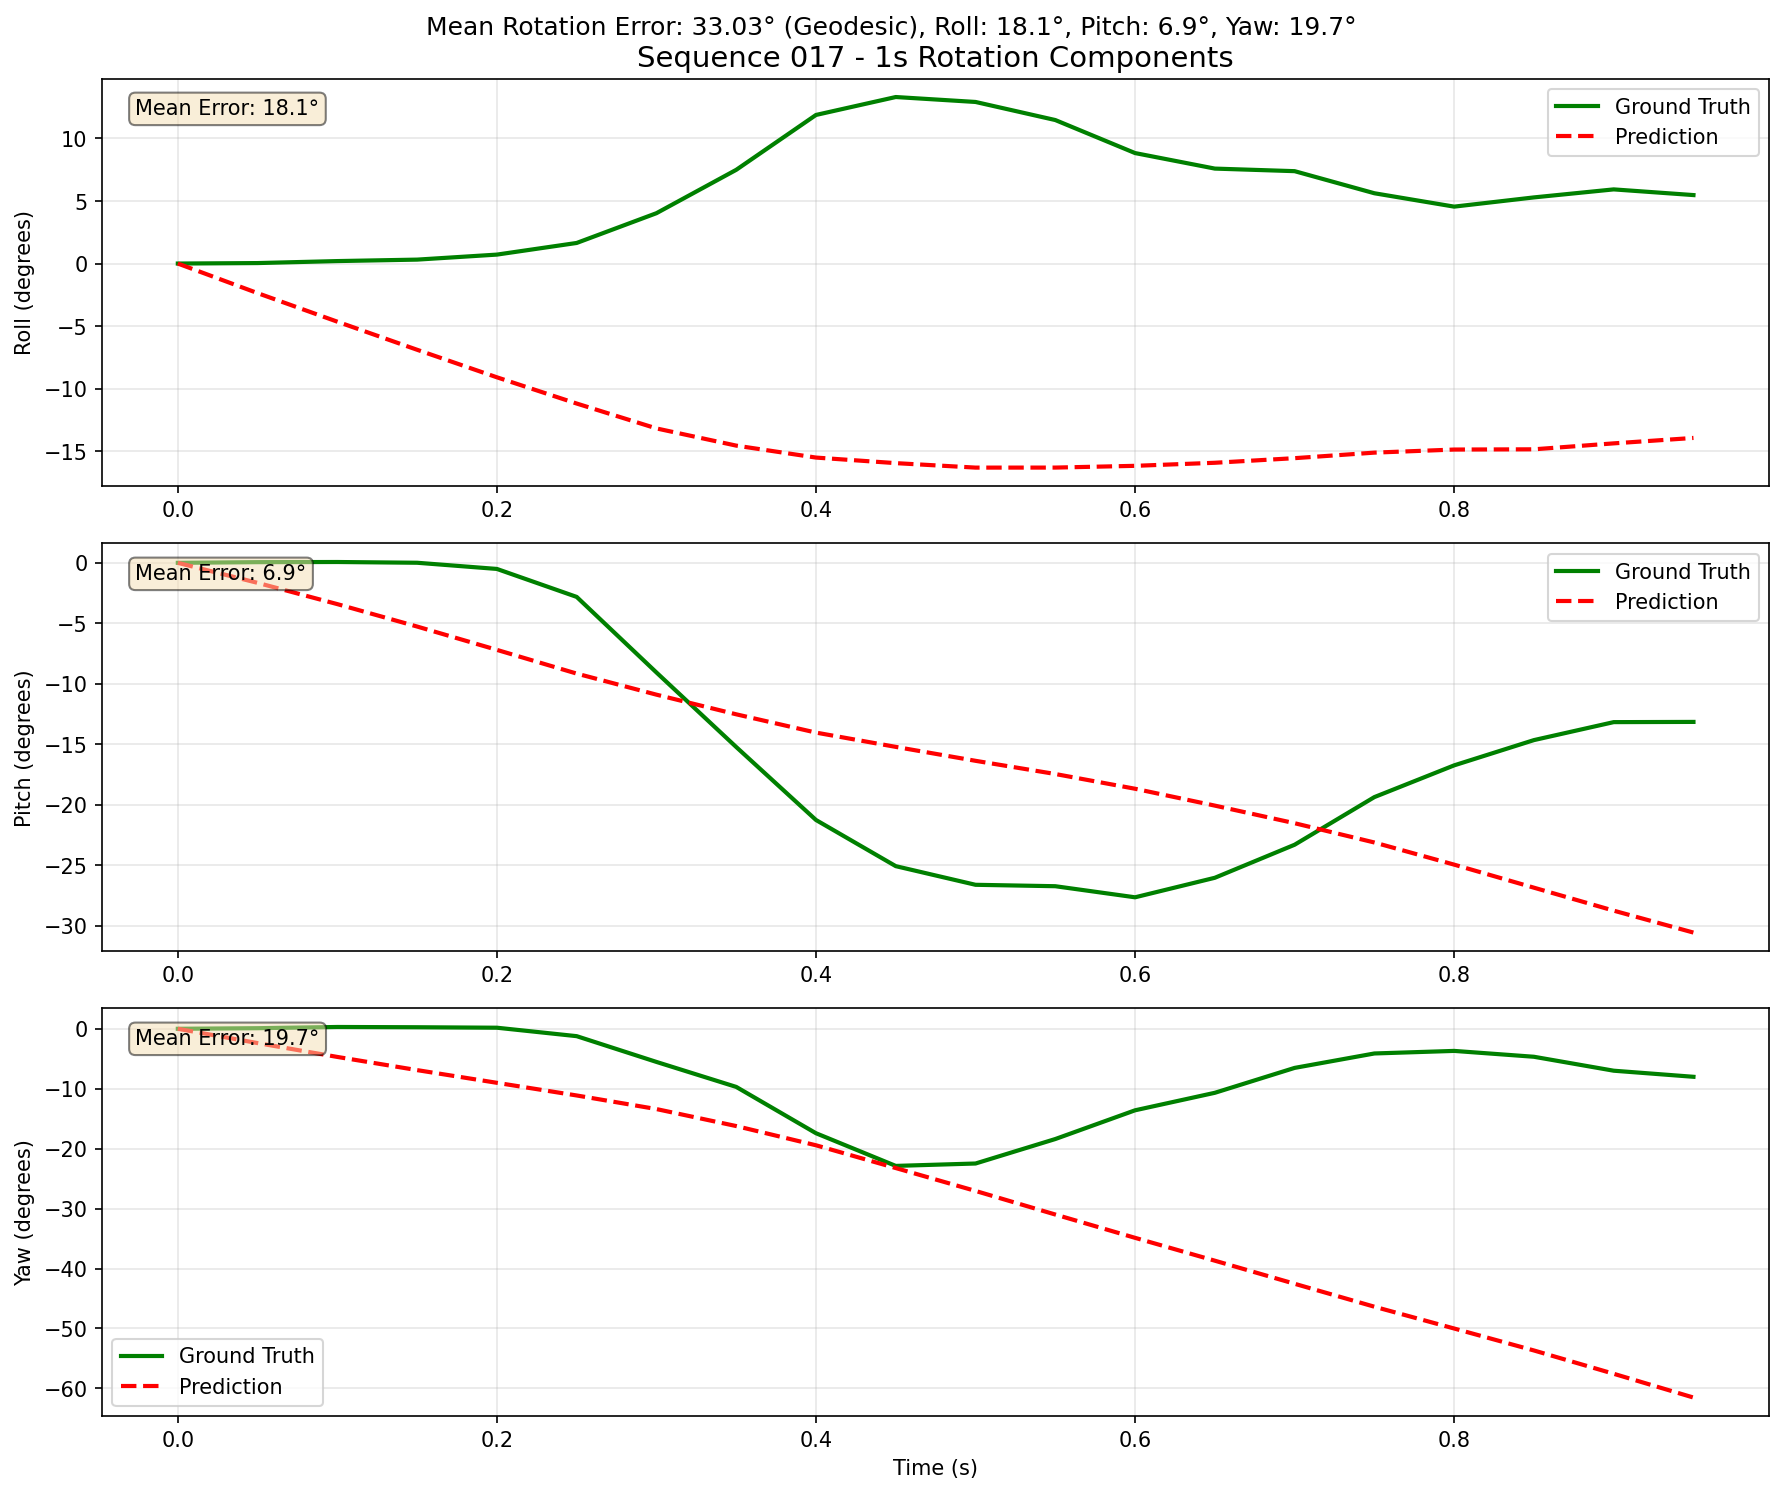 Mean Rotation Error: 33.03° (Geodesic), Roll: 18.1°, Pitch: 6.9°, Yaw: 19.7°
Sequence 017 - 1s Rotation Components
Mean Error: 18.1°
Ground Truth
Prediction
Roll (degrees)
10
5
0
−5
−10
−15
0.0 0.2 0.4 0.6 0.8
Mean Error: 6.9°
Ground Truth
Prediction
Pitch (degrees)
0
−5
−10
−15
−20
−25
−30
0.0 0.2 0.4 0.6 0.8
Mean Error: 19.7°
Yaw (degrees)
0
−10
−20
−30
−40
−50
−60
Ground Truth
Prediction
0.0 0.2 0.4 0.6 0.8
Time (s)